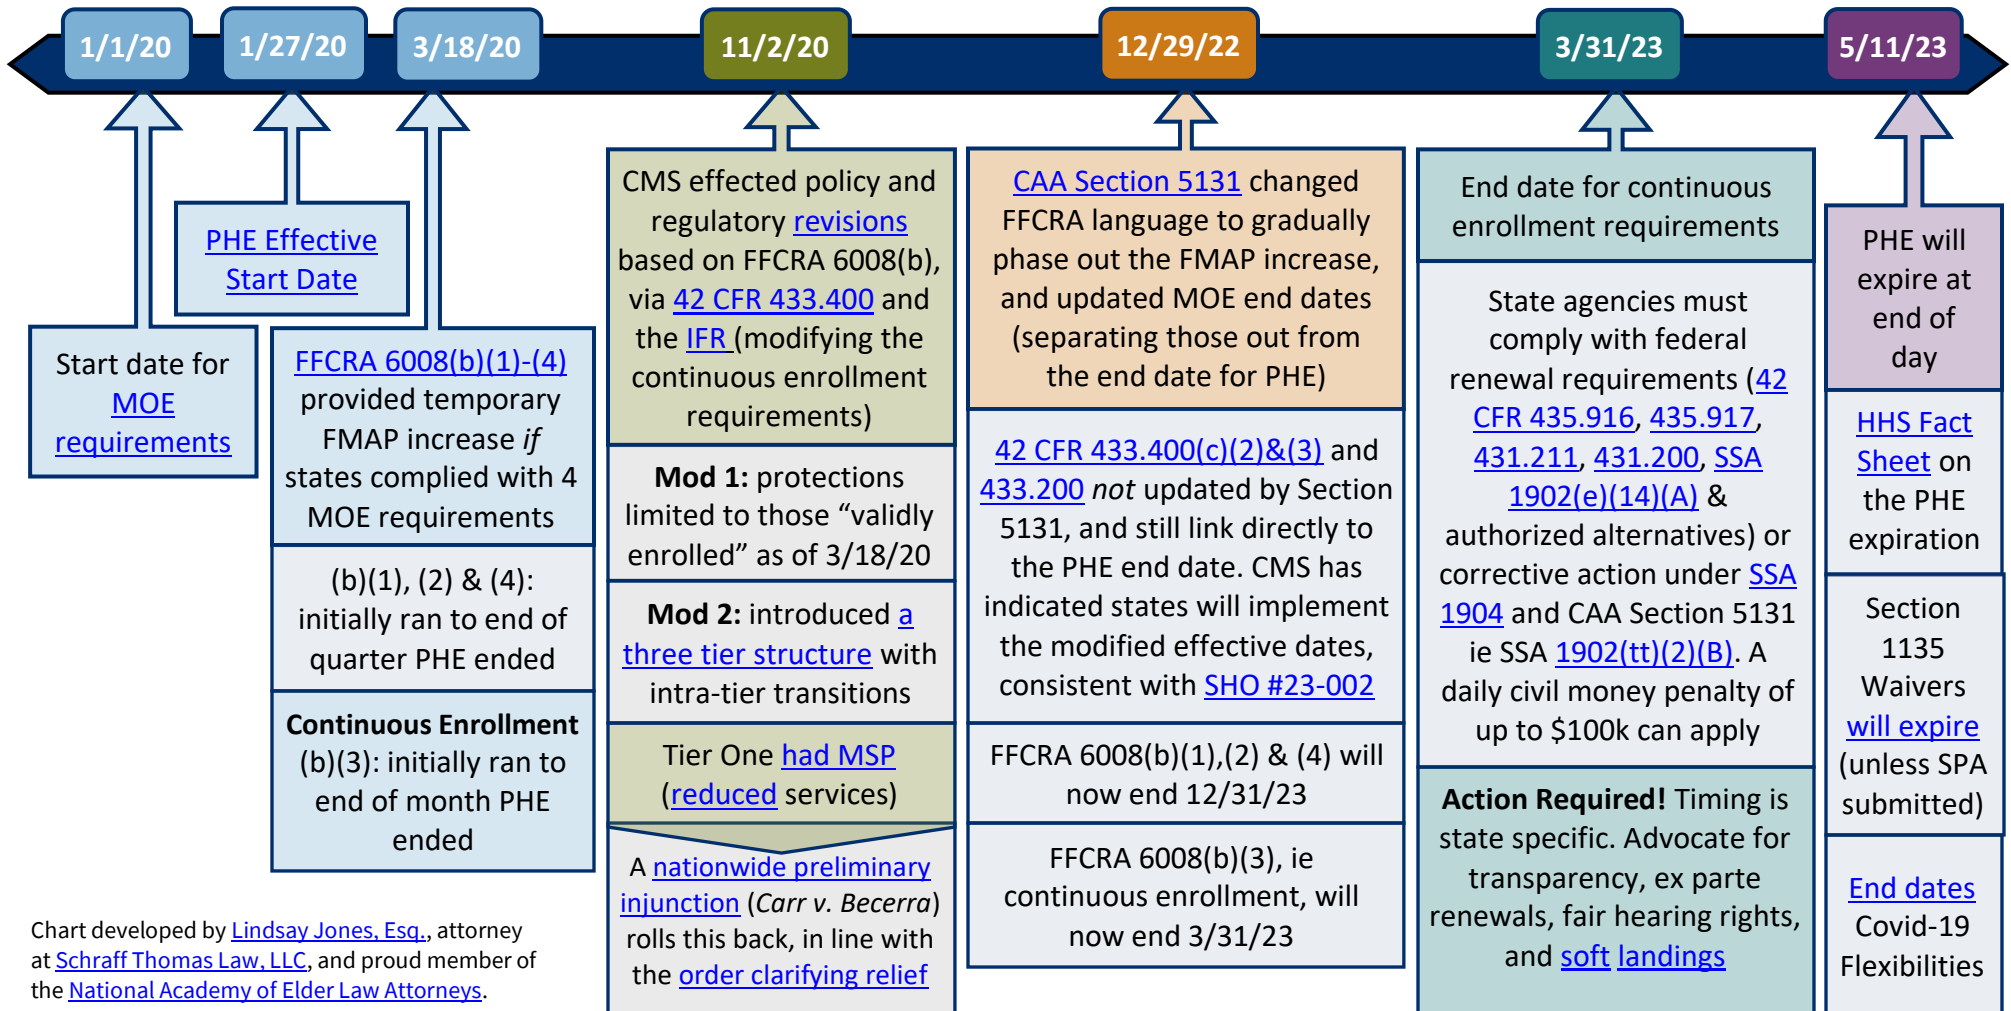 1/1/20
1/27/20
3/18/20
11/2/20
12/29/22
3/31/23
5/11/23
Start date for
MOE
requirements
PHE Effective
Start Date
FFCRA 6008(b)(1)-(4)
provided temporary
FMAP increase if
states complied with 4
MOE requirements
(b)(1), (2) & (4):
initially ran to end of
quarter PHE ended
Continuous Enrollment
(b)(3): initially ran to
end of month PHE
ended
CMS effected policy and
regulatory revisions
based on FFCRA 6008(b),
via 42 CFR 433.400 and
the IFR (modifying the
continuous enrollment
requirements)
Mod 1: protections
limited to those “validly
enrolled” as of 3/18/20
Mod 2: introduced a
three tier structure with
intra-tier transitions
Tier One had MSP
(reduced services)
A nationwide preliminary
injunction (Carr v. Becerra)
rolls this back, in line with
the order clarifying relief
CAA Section 5131 changed
FFCRA language to gradually
phase out the FMAP increase,
and updated MOE end dates
(separating those out from
the end date for PHE)
42 CFR 433.400(c)(2)&(3) and
433.200 not updated by Section
5131, and still link directly to
the PHE end date. CMS has
indicated states will implement
the modified effective dates,
consistent with SHO #23-002
FFCRA 6008(b)(1),(2) & (4) will
now end 12/31/23
FFCRA 6008(b)(3), ie
continuous enrollment, will
now end 3/31/23
End date for continuous
enrollment requirements
State agencies must
comply with federal
renewal requirements (42
CFR 435.916, 435.917,
431.211, 431.200, SSA
1902(e)(14)(A) &
authorized alternatives) or
corrective action under SSA
1904 and CAA Section 5131
ie SSA 1902(tt)(2)(B). A
daily civil money penalty of
up to $100k can apply
Action Required! Timing is
state specific. Advocate for
transparency, ex parte
renewals, fair hearing rights,
and soft landings
PHE will
expire at
end of
day
HHS Fact
Sheet on
the PHE
expiration
Section
1135
Waivers
will expire
(unless SPA
submitted)
End dates
Covid-19
Flexibilities
Chart developed by Lindsay Jones, Esq., attorney
at Schraff Thomas Law, LLC, and proud member of
the National Academy of Elder Law Attorneys.